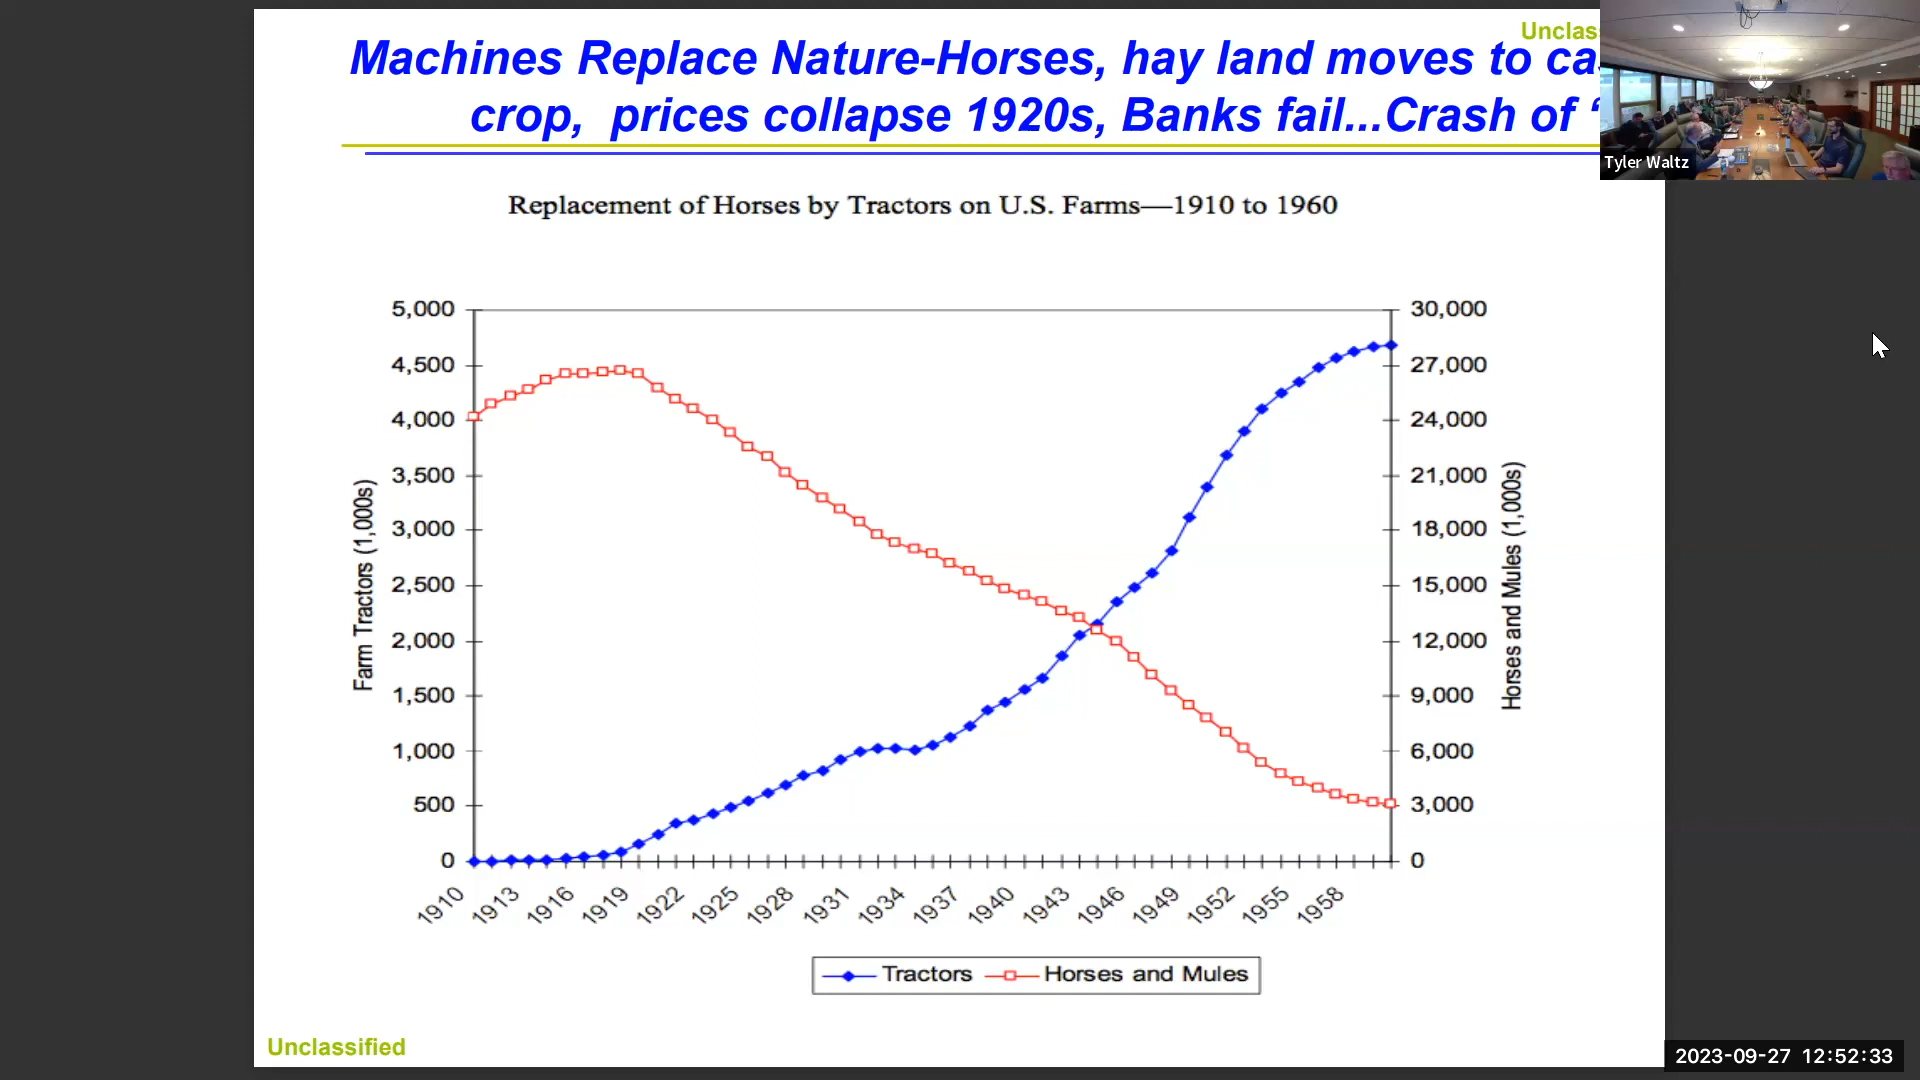 Unclas
Machines Replace Nature-Horses, hay land moves to ca
crop, prices collapse 1920s, Banks fail...Crash of ‘
Tyler Waltz
Replacement of Horses by Tractors on U.S. Farms—1910 to 1960
5,000
4,500
4,000
3,500
3,000
2,500
2,000
1,500
1,000
500
0
Farm Tractors (1,000s)
30,000
27,000
24,000
21,000
18,000
15,000
12,000
9,000
6,000
3,000
0
Horses and Mules (1,000s)
1910 1913 1916 1919 1922 1925 1928 1931 1934 1937 1940 1943 1946 1949 1952 1955 1958
Tractors Horses and Mules
Unclassified
2023-09-27 12:52:33